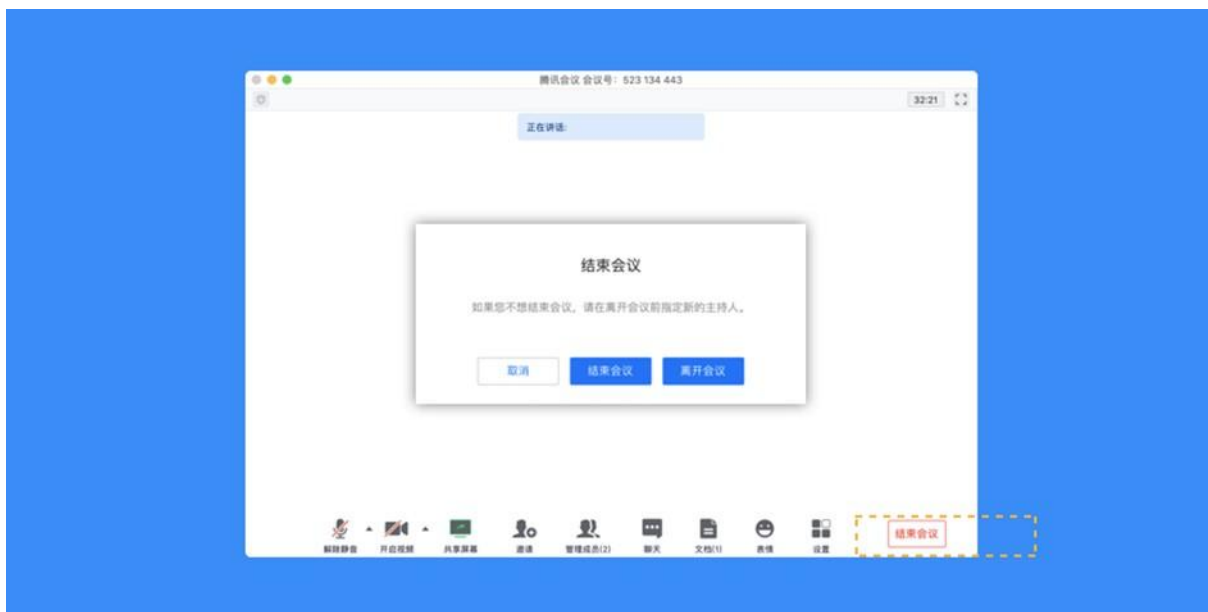 腾讯会议 会议号：523 134 443
32:21
正在讲话:
结束会议
如果您不想结束会议，请在离开会议前指定新的主持人。
取消 结束会议 离开会议
解除静音 开启视频 共享屏幕 邀请 管理成员(2) 聊天 文档(1) 表情 设置 结束会议